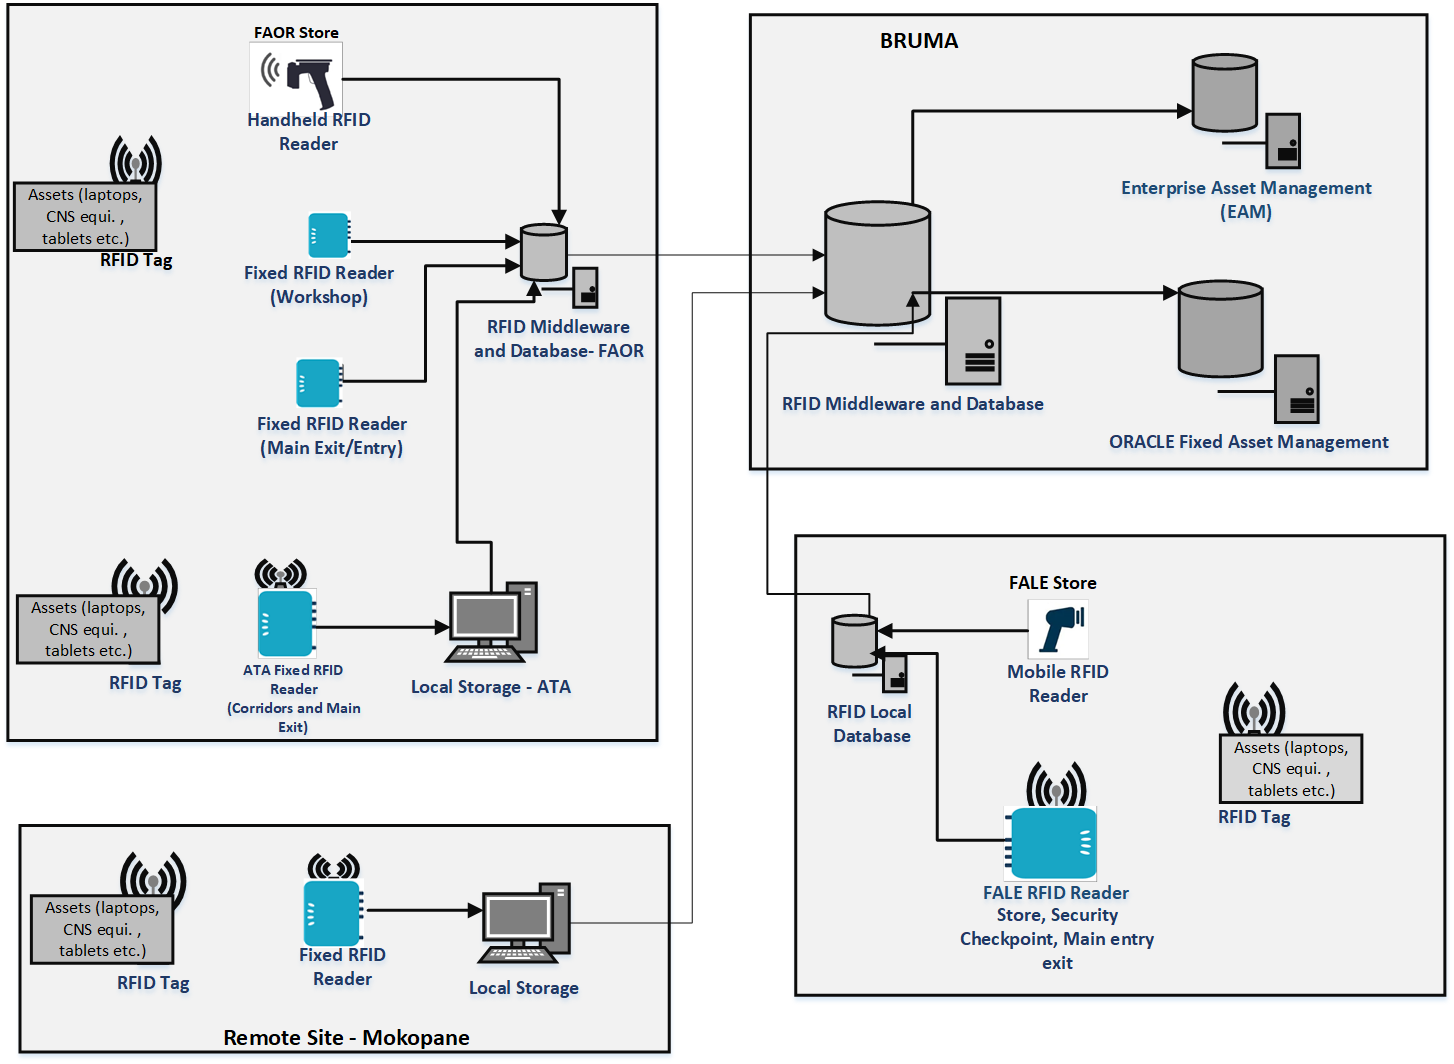 FAOR Store
Handheld RFID
Reader
Assets (laptops,
CNS equi. ,
tablets etc.)
RFID Tag
Fixed RFID Reader
(Workshop)
RFID Middleware
and Database- FAOR
Fixed RFID Reader
(Main Exit/Entry)
Assets (laptops,
CNS equi. ,
tablets etc.)
RFID Tag
ATA Fixed RFID
Reader
(Corridors and Main
Exit)
Local Storage - ATA
BRUMA
Enterprise Asset Management
(EAM)
RFID Middleware and Database
ORACLE Fixed Asset Management
FALE Store
Mobile RFID
Reader
RFID Local
Database
Assets (laptops,
CNS equi. ,
tablets etc.)
RFID Tag
FALE RFID Reader
Store, Security
Checkpoint, Main entry
exit
Assets (laptops,
CNS equi. ,
tablets etc.)
RFID Tag
Fixed RFID
Reader
Local Storage
Remote Site - Mokopane